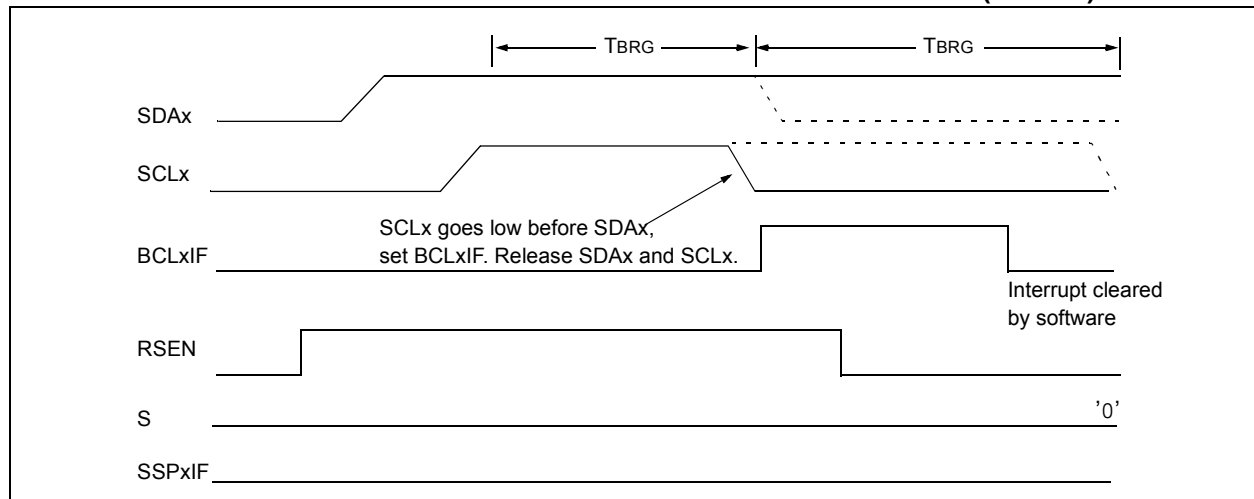 TBRG TBRG
SDAx
SCLx
SCLx goes low before SDAx,
set BCLxIF. Release SDAx and SCLx.
BCLxIF
Interrupt cleared
by software
RSEN
S
'0'
SSPxIF